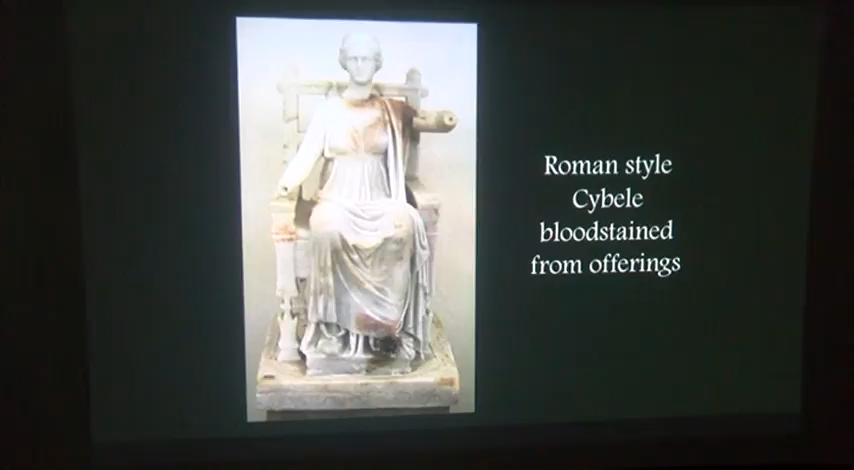 Roman style
Cybele
bloodstained
from offerings